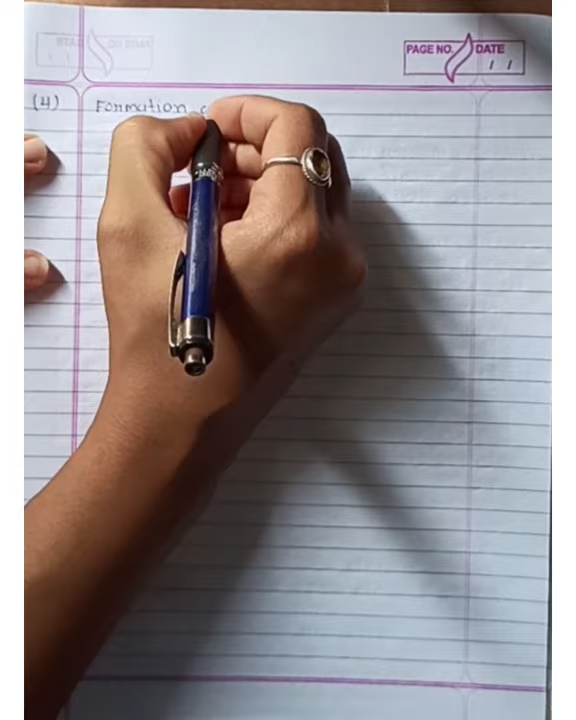 PAGE NO. DATE
/ /
(4) Formation